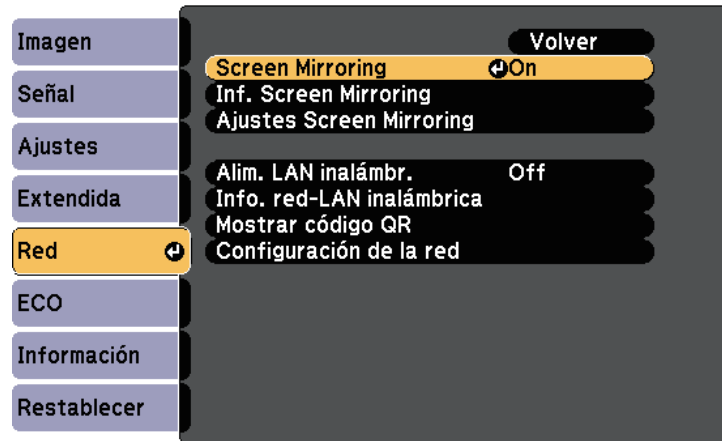 Imagen
Señal
Ajustes
Extendida
Red
ECO
Información
Restablecer
Volver
Screen Mirroring On
Inf. Screen Mirroring
Ajustes Screen Mirroring
Alim. LAN inalámbr. Off
Info. red-LAN inalámbrica
Mostrar código QR
Configuración de la red